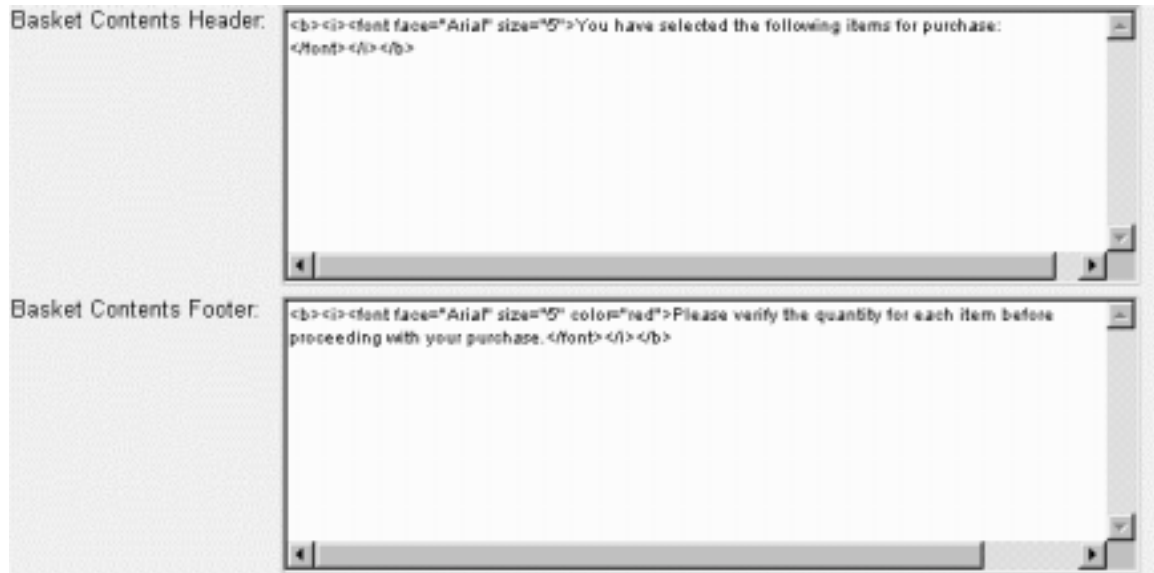 Basket Contents Header:
<b><i><font face="Arial" size="5">You have selected the following items for purchase:
</font></i></b>
Basket Contents Footer:
<b><i><font face="Arial" size="5" color="red">Please verify the quantity for each item before
proceeding with your purchase.</font></i></b>